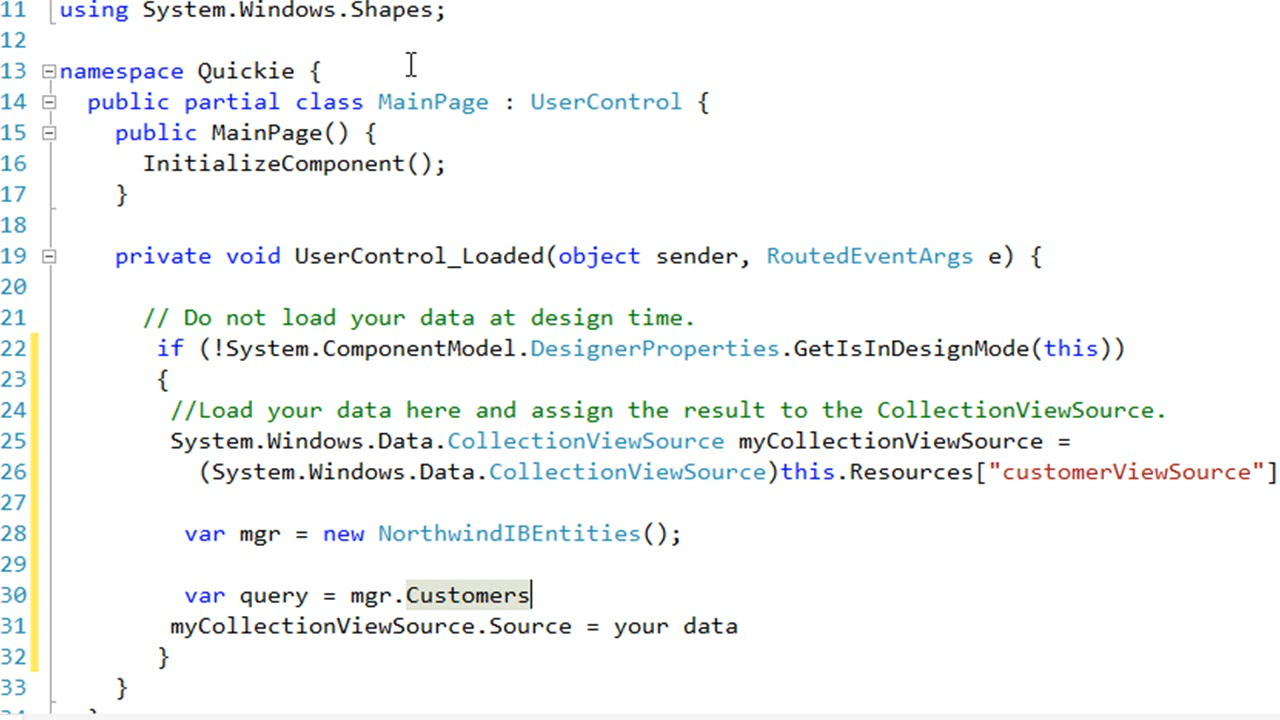 11 using System.Windows.Shapes;
12
13 namespace Quickie {
14 public partial class MainPage : UserControl {
15 public MainPage() {
16 InitializeComponent();
17 }
18
19 private void UserControl_Loaded(object sender, RoutedEventArgs e) {
20
21 // Do not load your data at design time.
22 if (!System.ComponentModel.DesignerProperties.GetIsInDesignMode(this))
23 {
24 //Load your data here and assign the result to the CollectionViewSource.
25 System.Windows.Data.CollectionViewSource myCollectionViewSource =
26 (System.Windows.Data.CollectionViewSource)this.Resources["customerViewSource"]
27
28 var mgr = new NorthwindIBEntities();
29
30 var query = mgr.Customers
31 myCollectionViewSource.Source = your data
32 }
33 }